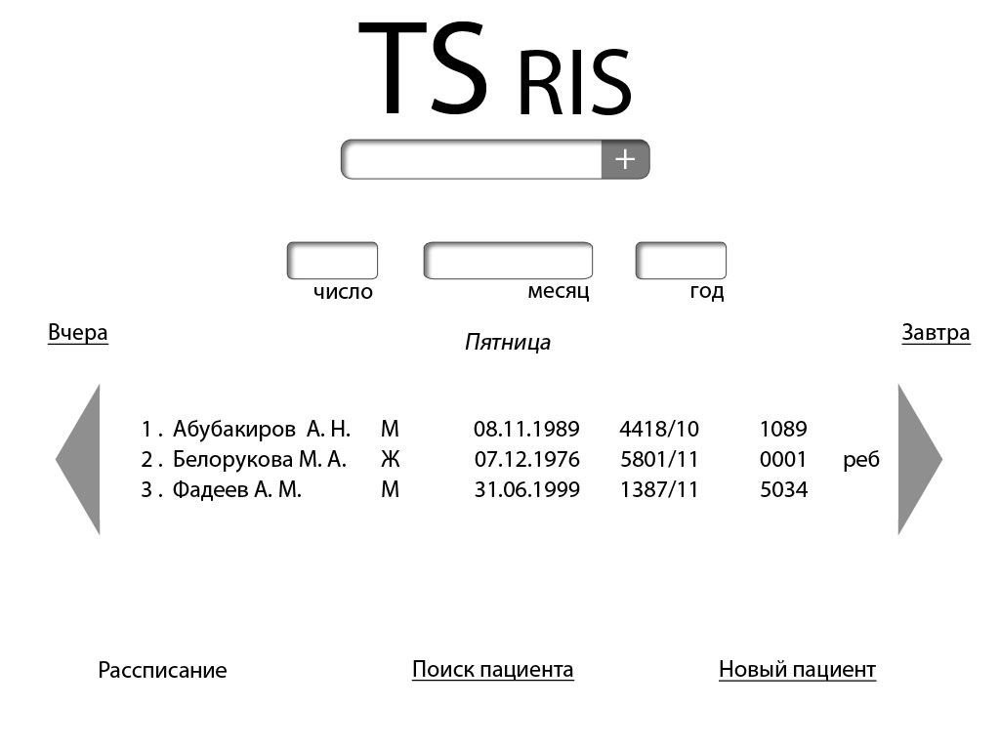 TS RIS
+
число месяц год
Вчера Пятница Завтра
1 . Абубакиров А. Н. М 08.11.1989 4418/10 1089
2 . Белорукова М. А. Ж 07.12.1976 5801/11 0001 реб
3 . Фадеев А. М. М 31.06.1999 1387/11 5034
Рассписание Поиск пациента Новый пациент